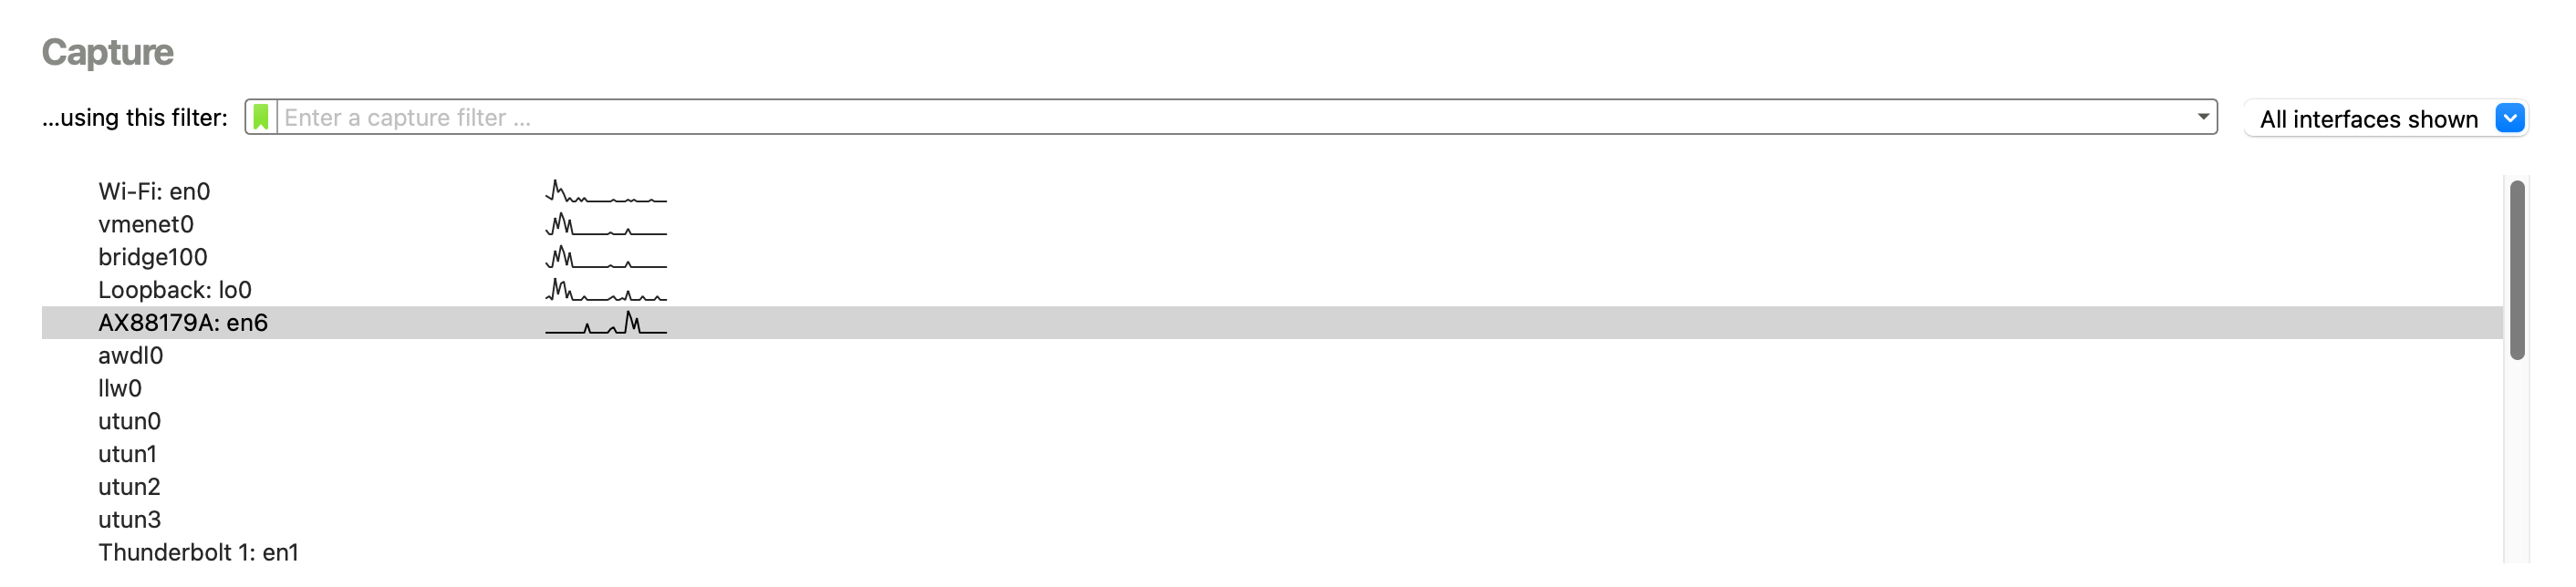 Capture
...using this filter: Enter a capture filter ... All interfaces shown
Wi-Fi: en0
vmenet0
bridge100
Loopback: lo0
AX88179A: en6
awdl0
llw0
utun0
utun1
utun2
utun3
Thunderbolt 1: en1